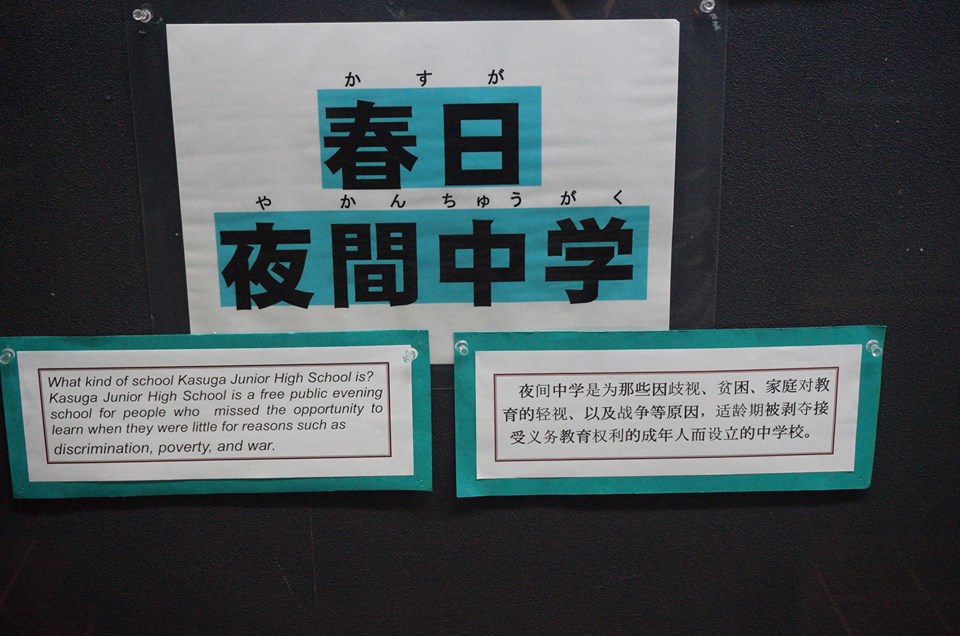 かすが
春日
やかんちゅうがく
夜間中学
What kind of school Kasuga Junior High School is?
Kasuga Junior High School is a free public evening
school for people who missed the opportunity to
learn when they were little for reasons such as
discrimination, poverty, and war.
夜间中学是为那些因歧视、贫困、家庭对教
育的轻视、以及战争等原因，适龄期被剥夺接
受义务教育权利的成年人而设立的中学校。